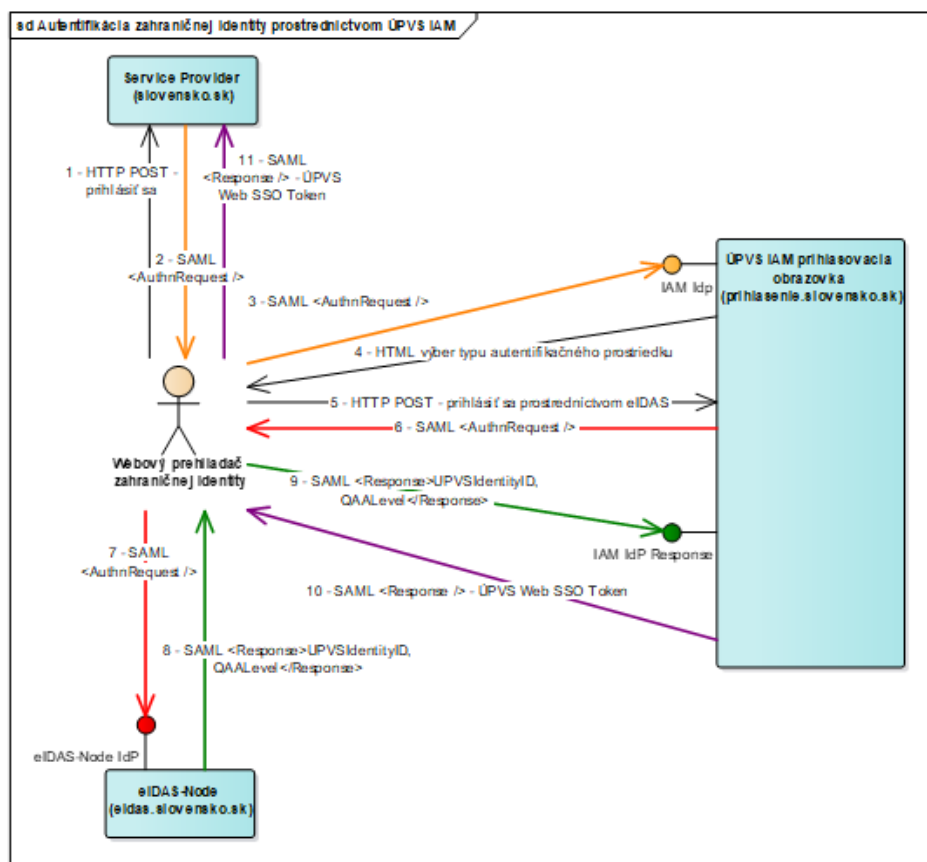 sd Autentifikácia zahraničnej identity prostredníctvom ÚPVS IAM
Service Provider
(slovensko.sk)
1 - HTTP POST -
prihlásiť sa
11 - SAML
<Response /> - ÚPVS
Web SSO Token
2 - SAML
<AuthnRequest />
3 - SAML <AuthnRequest />
IAM Idp
ÚPVS IAM prihlasovacia
obrazovka
(prihlasenie.slovensko.sk)
4 - HTML výber typu autentifikačného prostriedku
5 - HTTP POST - prihlásiť sa prostredníctvom eIDAS
6 - SAML <AuthnRequest />
Webový prehliadač
zahraničnej identity
9 - SAML <Response>UPVSIdentityID,
QAALevel</Response>
IAM IdP Response
7 - SAML
<AuthnRequest />
10 - SAML <Response /> - ÚPVS Web SSO Token
8 - SAML <Response>UPVSIdentityID,
QAALevel</Response>
eIDAS-Node IdP
eIDAS-Node
(eidas.slovensko.sk)